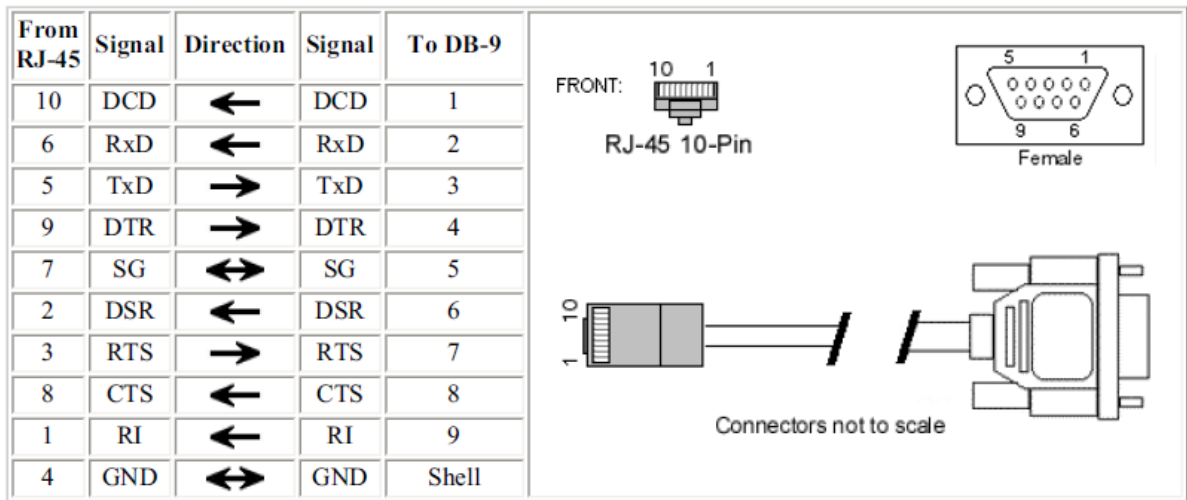 From RJ-45 Signal Direction Signal To DB-9
10 DCD ← DCD 1
6 RxD ← RxD 2
5 TxD → TxD 3
9 DTR → DTR 4
7 SG ↔ SG 5
2 DSR ← DSR 6
3 RTS → RTS 7
8 CTS ← CTS 8
1 RI ← RI 9
4 GND ↔ GND Shell
10 1
FRONT:
RJ-45 10-Pin
5 1
9 6
Female
10
1
Connectors not to scale